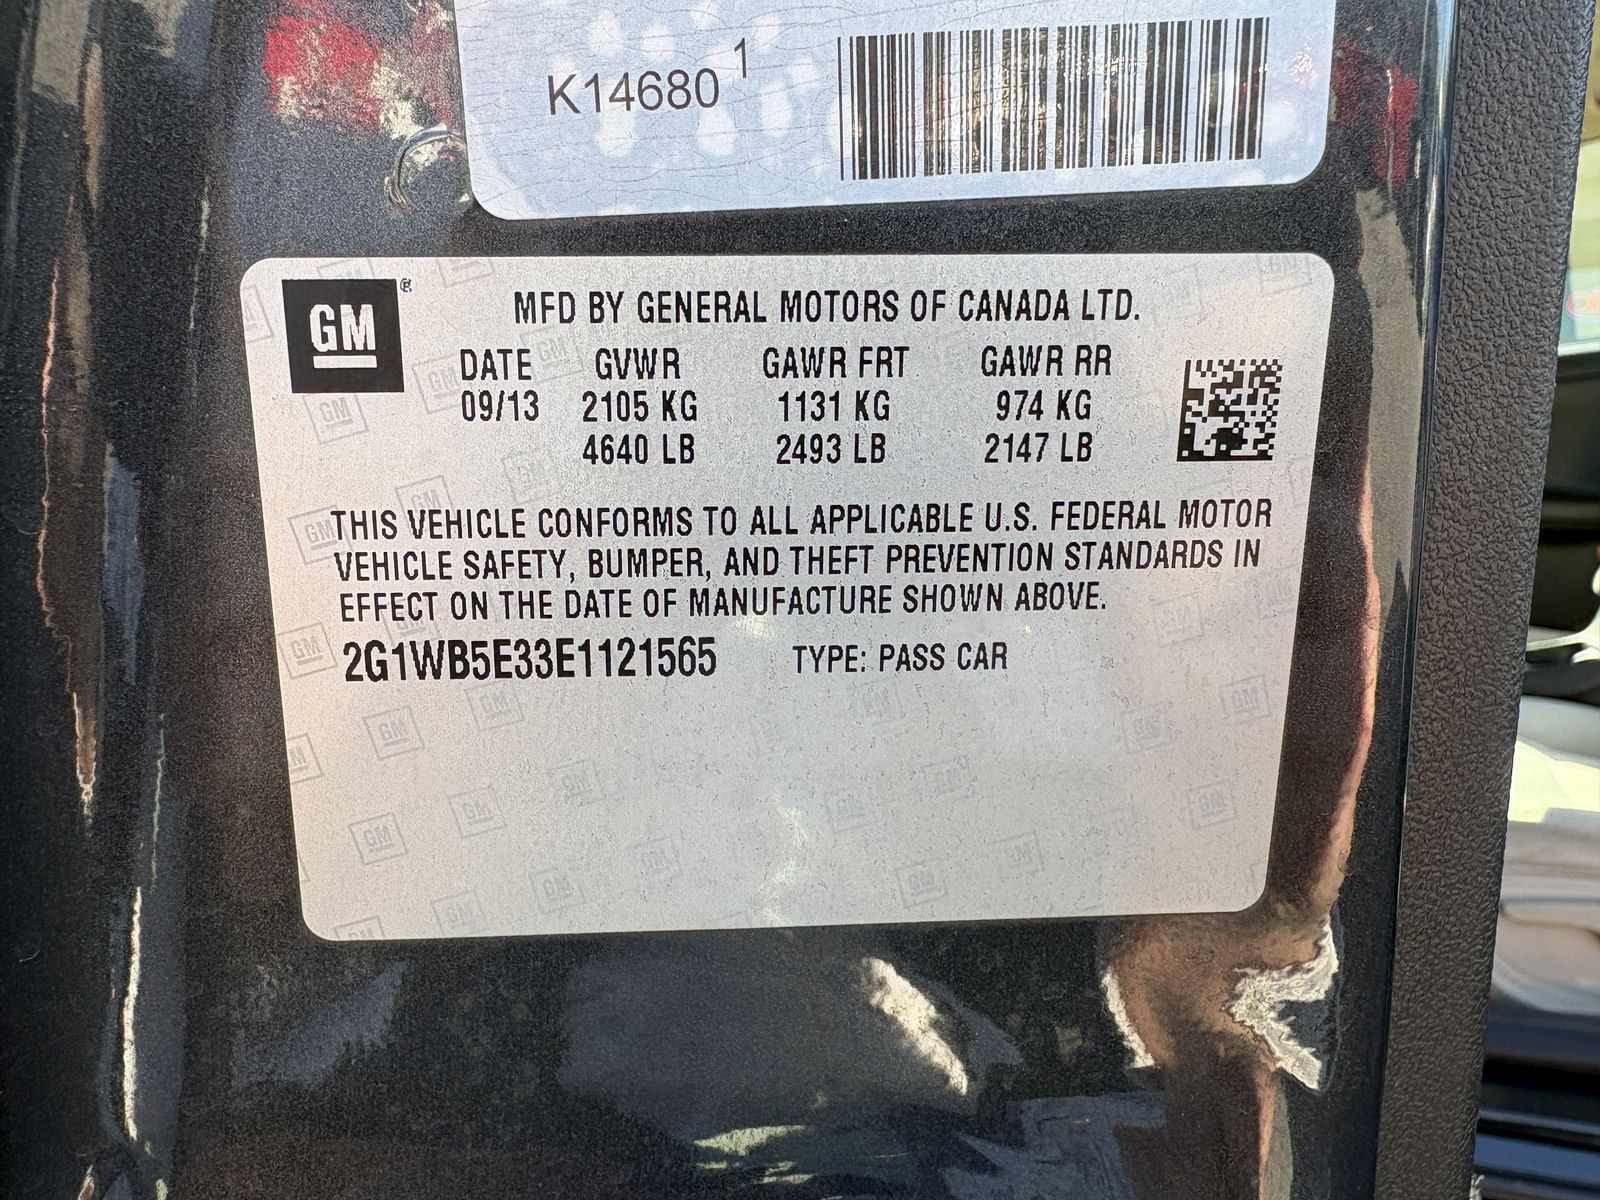 K14680 1
GM ®
MFD BY GENERAL MOTORS OF CANADA LTD.
DATE GVWR GAWR FRT GAWR RR
09/13 2105 KG 1131 KG 974 KG
4640 LB 2493 LB 2147 LB
THIS VEHICLE CONFORMS TO ALL APPLICABLE U.S. FEDERAL MOTOR
VEHICLE SAFETY, BUMPER, AND THEFT PREVENTION STANDARDS IN
EFFECT ON THE DATE OF MANUFACTURE SHOWN ABOVE.
2G1WB5E33E1121565 TYPE: PASS CAR